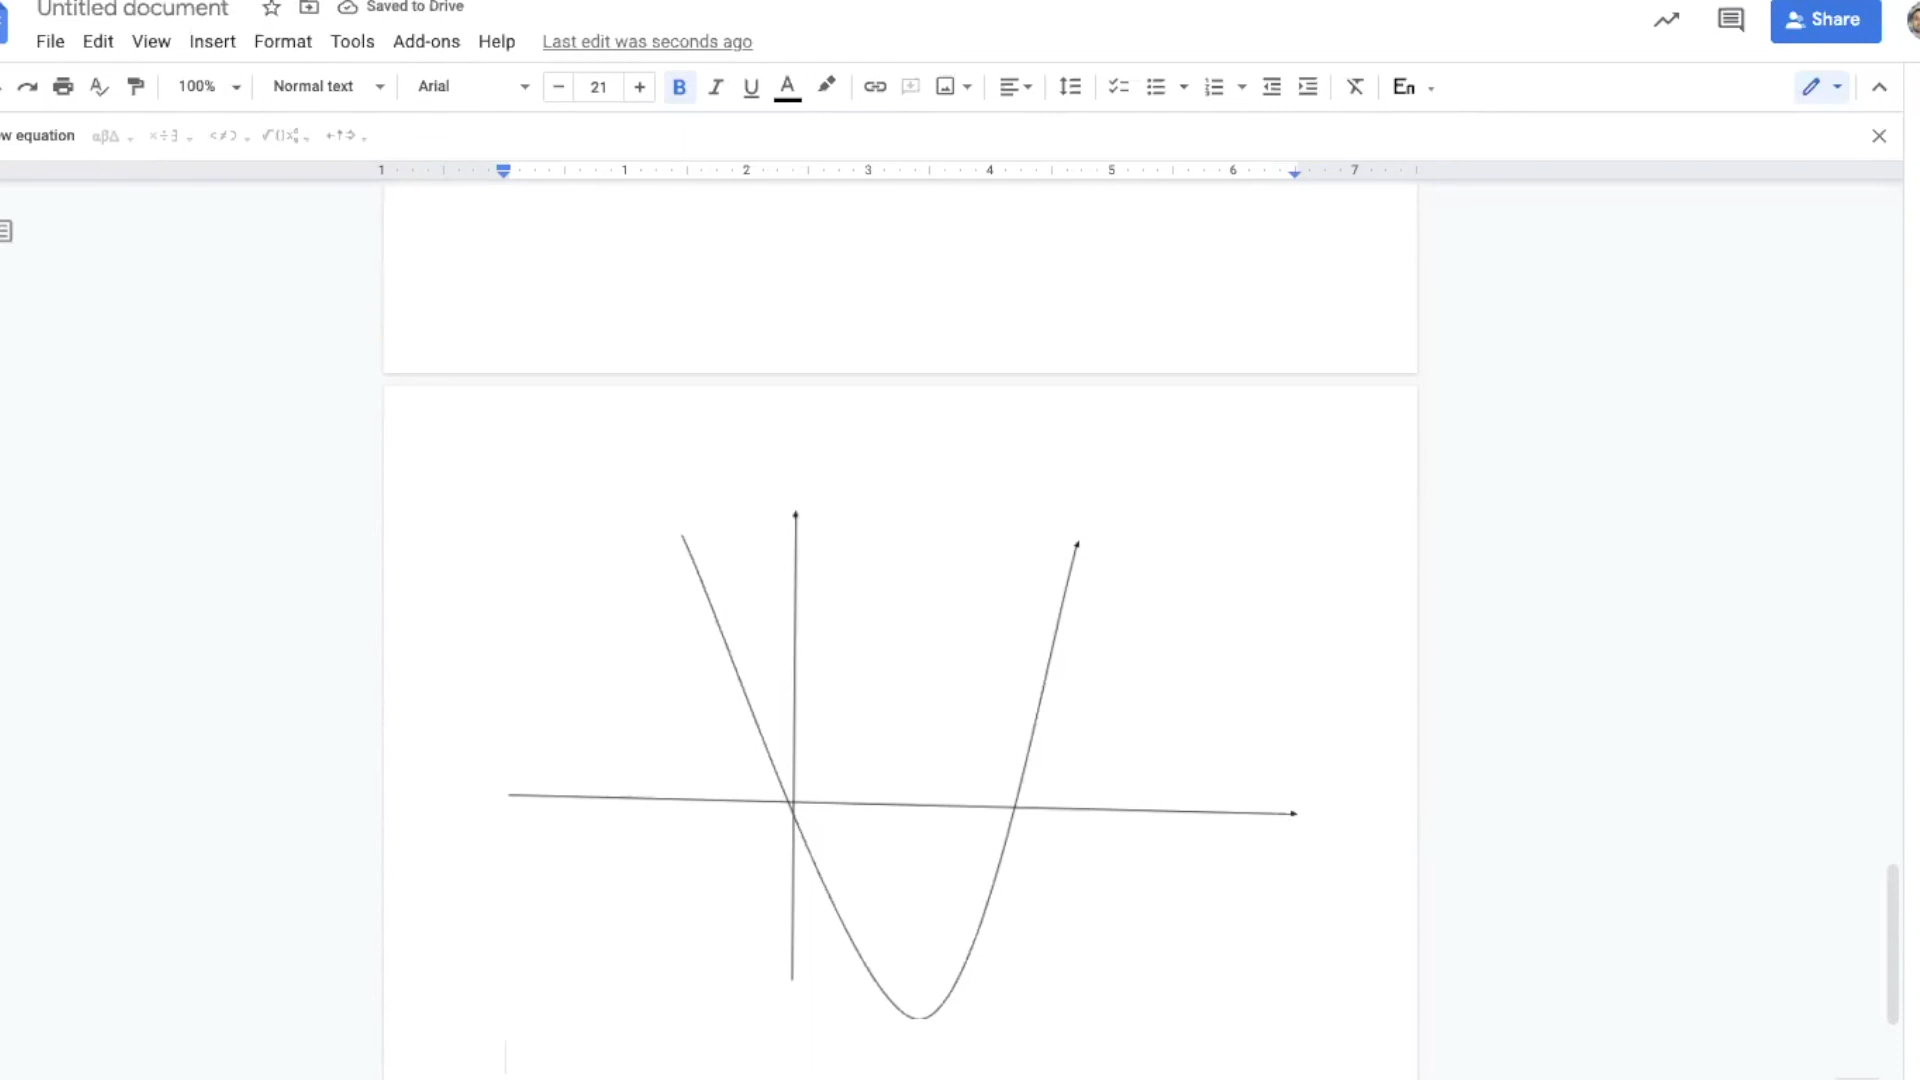 Untitled document Saved to Drive
Share
File Edit View Insert Format Tools Add-ons Help Last edit was seconds ago
100% Normal text Arial − 21 + B I U A En
w equation αβΔ ×÷∃ <≠⊃
1 1 2 3 4 5 6 7